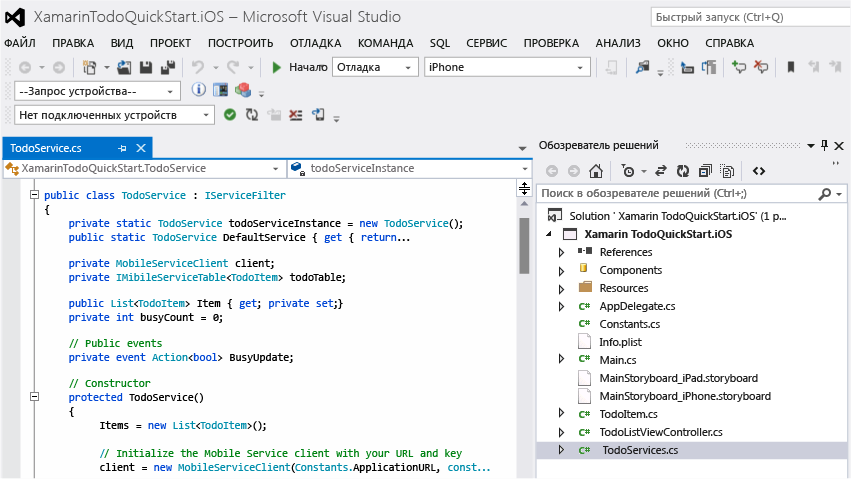 XamarinTodoQuickStart.iOS – Microsoft Visual Studio
Быстрый запуск (Ctrl+Q)
ФАЙЛ ПРАВКА ВИД ПРОЕКТ ПОСТРОИТЬ ОТЛАДКА КОМАНДА SQL СЕРВИС ПРОВЕРКА АНАЛИЗ ОКНО СПРАВКА
Начало Отладка iPhone
--Запрос устройства--
Нет подключенных устройств
TodoService.cs
XamarinTodoQuickStart.TodoService todoServiceInstance
public class TodoService : IServiceFilter
{
private static TodoService todoServiceInstance = new TodoService();
public static TodoService DefaultService { get { return...
private MobileServiceClient client;
private IMibileServiceTable<TodoItem> todoTable;
public List<TodoItem> Item { get; private set;}
private int busyCount = 0;
// Public events
private event Action<bool> BusyUpdate;
// Constructor
protected TodoService()
{
Items = new List<TodoItem>();
// Initialize the Mobile Service client with your URL and key
client = new MobileServiceClient(Constants.ApplicationURL, const...
Обозреватель решений
Поиск в обозревателе решений (Ctrl+;)
Solution ' Xamarin TodoQuickStart.iOS' (1 р...
Xamarin TodoQuickStart.iOS
References
Components
Resources
C# AppDelegate.cs
C# Constants.cs
Info.plist
C# Main.cs
MainStoryboard_iPad.storyboard
MainStoryboard_iPhone.storyboard
C# TodoItem.cs
C# TodoListViewController.cs
C# TodoServices.cs